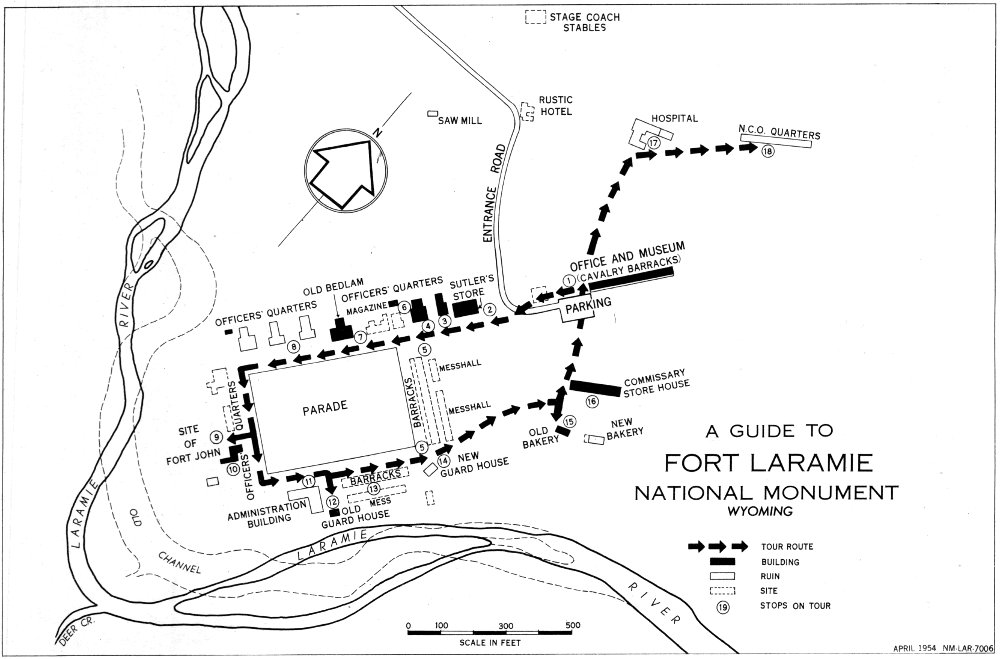 STAGE COACH
STABLES
RUSTIC
HOTEL
SAW MILL
N
HOSPITAL
17
N.C.O. QUARTERS
18
ENTRANCE ROAD
OFFICE AND MUSEUM
(CAVALRY BARRACKS)
1
PARKING
OLD BEDLAM
OFFICERS' QUARTERS
SUTLER'S
STORE
2
MAGAZINE
6
4
3
OFFICERS' QUARTERS
8
7
5
RIVER
MESSHALL
BARRACKS
MESSHALL
PARADE
OFFICERS' QUARTERS
SITE
OF
FORT JOHN
9
10
COMMISSARY
STORE HOUSE
16
15
OLD
BAKERY
NEW
BAKERY
5
14
NEW
GUARD HOUSE
11
BARRACKS
13
MESS
12
OLD
GUARD HOUSE
ADMINISTRATION
BUILDING
LARAMIE
OLD
CHANNEL
LARAMIE
RIVER
DEER CR.
A GUIDE TO
FORT LARAMIE
NATIONAL MONUMENT
WYOMING
TOUR ROUTE
BUILDING
RUIN
SITE
19 STOPS ON TOUR
0 100 300 500
SCALE IN FEET
APRIL 1954 NM-LAR-7006